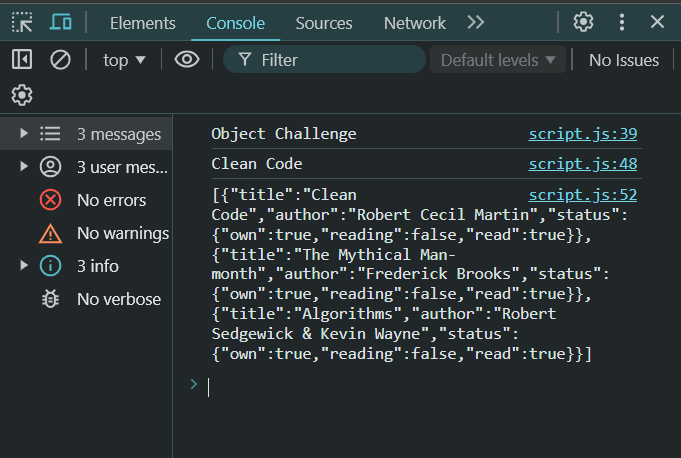 Elements Console Sources Network
top Filter Default levels No Issues
3 messages
3 user mes...
No errors
No warnings
3 info
No verbose
Object Challenge script.js:39
Clean Code script.js:48
[{"title":"Clean script.js:52
Code","author":"Robert Cecil Martin","status":
{"own":true,"reading":false,"read":true}},
{"title":"The Mythical Man-
month","author":"Frederick Brooks","status":
{"own":true,"reading":false,"read":true}},
{"title":"Algorithms","author":"Robert
Sedgewick & Kevin Wayne","status":
{"own":true,"reading":false,"read":true}}]